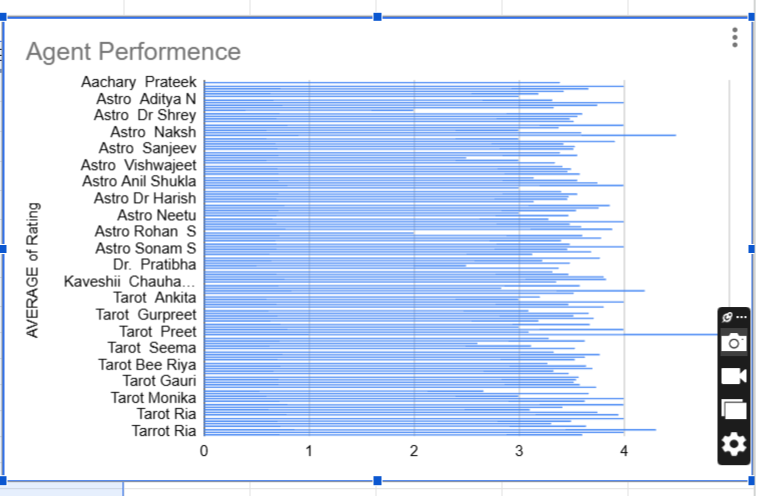 Agent Performence
AVERAGE of Rating
Aachary Prateek
Astro Aditya N
Astro Dr Shrey
Astro Naksh
Astro Sanjeev
Astro Vishwajeet
Astro Anil Shukla
Astro Dr Harish
Astro Neetu
Astro Rohan S
Astro Sonam S
Dr. Pratibha
Kaveshii Chauha…
Tarot Ankita
Tarot Gurpreet
Tarot Preet
Tarot Seema
Tarot Bee Riya
Tarot Gauri
Tarot Monika
Tarot Ria
Tarrot Ria
0 1 2 3 4